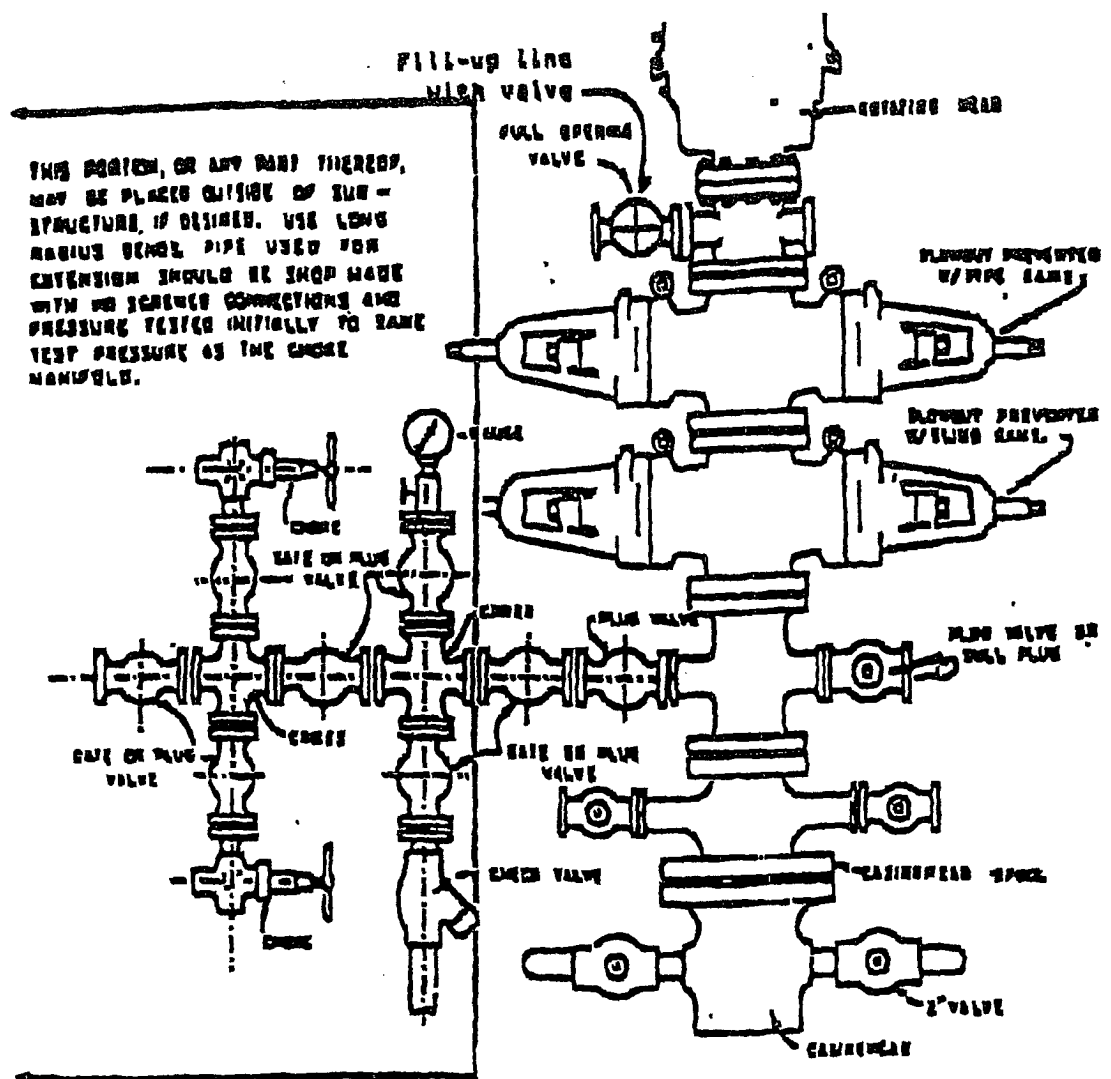 Fill-up line
with valve
FULL OPENING
VALVE
ROTATING HEAD
THIS PORTION, OR ANY PART THEREOF,
MAY BE PLACED OUTSIDE OF SUB-
STRUCTURE, IF DESIRED. USE LONG
RADIUS BENDS. PIPE USED FOR
EXTENSION SHOULD BE SHOP MADE
WITH NO SCREWED CONNECTIONS AND
PRESSURE TESTED INITIALLY TO SAME
TEST PRESSURE AS THE CHOKE
MANIFOLD.
BLOWOUT PREVENTER
W/PIPE RAMS.
BLOWOUT PREVENTER
W/BLIND RAMS.
GAUGE
CHOKE
GATE OR PLUG
VALVE
CROSS
PLUG VALVE
PLUG VALVE OR
BULL PLUG
CROSS
GATE OR PLUG
VALVE
GATE OR PLUG
VALVE
CHECK VALVE
CASINGHEAD SPOOL
CHOKE
2" VALVE
CASINGHEAD